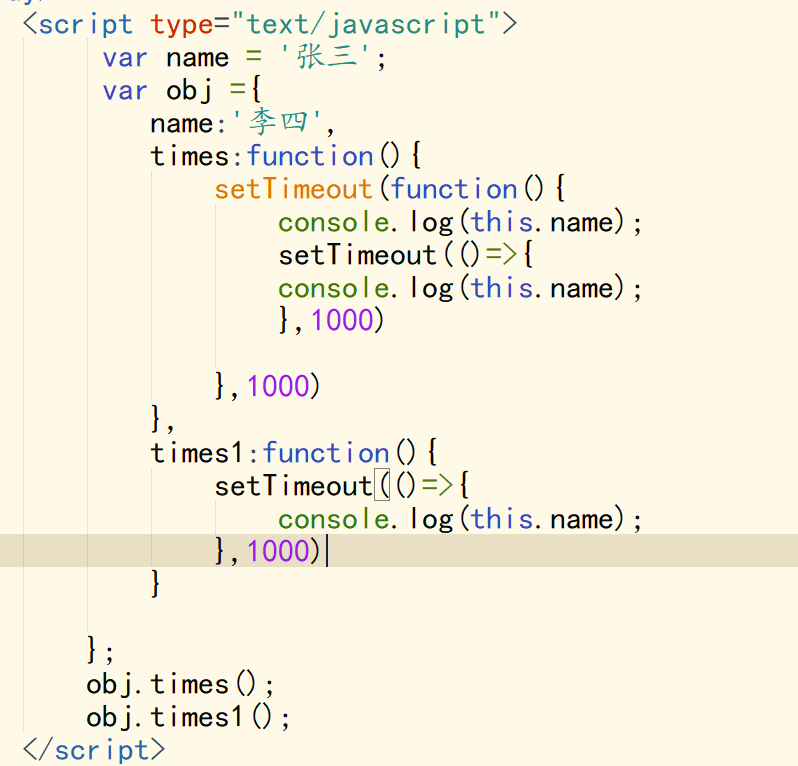 <script type="text/javascript">
var name = '张三';
var obj ={
name:'李四',
times:function(){
setTimeout(function(){
console.log(this.name);
setTimeout(()=>{
console.log(this.name);
},1000)
},1000)
},
times1:function(){
setTimeout(()=>{
console.log(this.name);
},1000)
}
};
obj.times();
obj.times1();
</script>